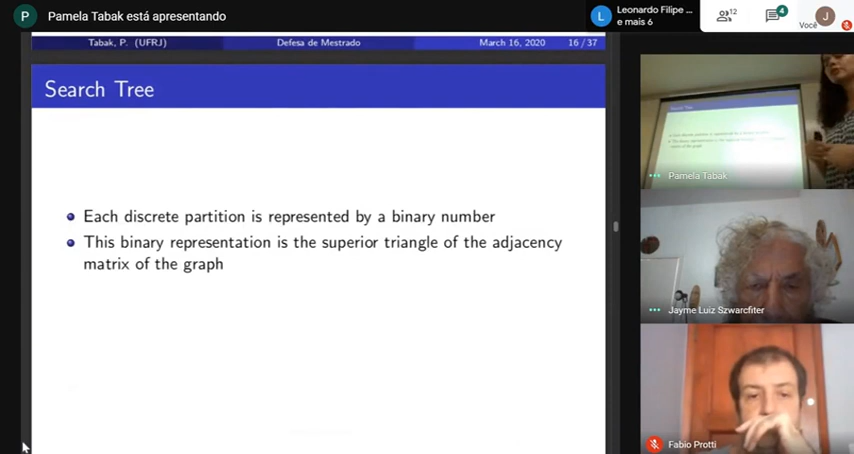 P Pamela Tabak está apresentando
L Leonardo Filipe ...
e mais 6
12
4
J
Você
Tabak, P. (UFRJ) Defesa de Mestrado March 16, 2020 16 / 37
Search Tree
Each discrete partition is represented by a binary number
This binary representation is the superior triangle of the adjacency
matrix of the graph
Search Tree
Pamela Tabak
Jayme Luiz Szwarcfiter
Fabio Protti